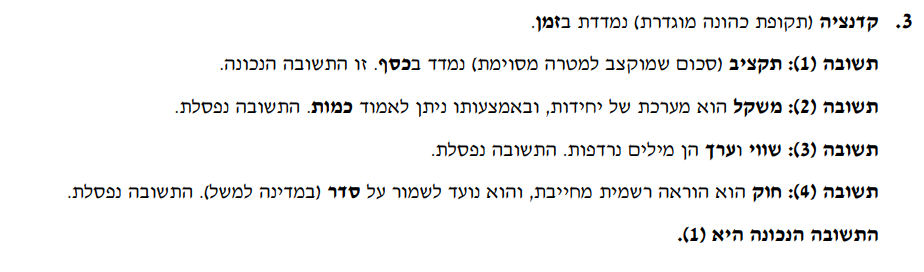 3. קדנציה (תקופת כהונה מוגדרת) נמדדת בזמן.
תשובה (1): תקציב (סכום שמוקצב למטרה מסוימת) נמדד בכסף. זו התשובה הנכונה.
תשובה (2): משקל הוא מערכת של יחידות, ובאמצעותו ניתן לאמוד כמות. התשובה נפסלת.
תשובה (3): שווי וערך הן מילים נרדפות. התשובה נפסלת.
תשובה (4): חוק הוא הוראה רשמית מחייבת, והוא נועד לשמור על סדר (במדינה למשל). התשובה נפסלת.
התשובה הנכונה היא (1).